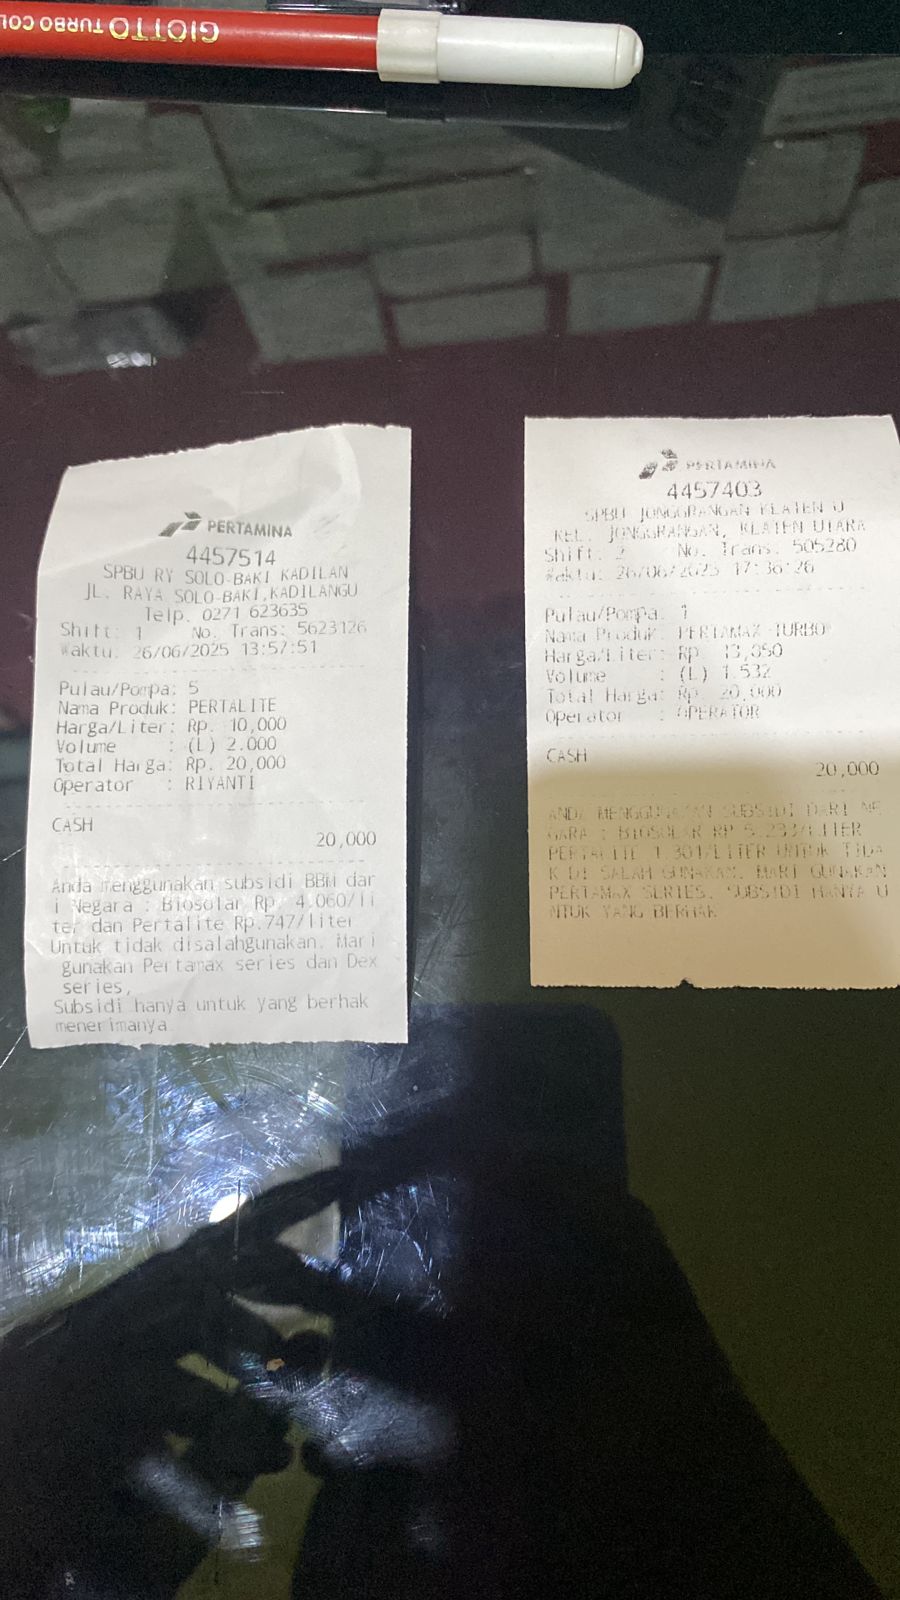 GIOTTO TURBO COL
PERTAMINA
4457514
SPBU RY SOLO-BAKI KADILAN
JL. RAYA SOLO-BAKI,KADILANGU
Telp. 0271 623635
Shift: 1 No. Trans: 5623126
Waktu: 26/06/2025 13:57:51
Pulau/Pompa: 5
Nama Produk: PERTALITE
Harga/Liter: Rp. 10,000
Volume : (L) 2.000
Total Harga: Rp. 20,000
Operator : RIYANTI
CASH
20,000
Anda menggunakan subsidi BBM dar
i Negara : Biosolar Rp. 4.060/li
ter dan Pertalite Rp.747/liter
Untuk tidak disalahgunakan. Mari
gunakan Pertamax series dan Dex
series,
Subsidi hanya untuk yang berhak
menerimanya.
PERTAMINA
4457403
SPBU JONGGRANGAN KLATEN U
KEL. JONGGRANGAN, KLATEN UTARA
Shift: 2 No. Trans: 505280
Waktu: 26/06/2025 17:36:26
Pulau/Pompa: 1
Nama Produk: PERTAMAX TURBO
Harga/Liter: Rp. 13,050
Volume : (L) 1.532
Total Harga: Rp. 20,000
Operator : OPERATOR
CASH
20,000
ANDA MENGGUNAKAN SUBSIDI DARI NE
GARA : BIOSOLAR RP 5.233/LITER
PERTALITE 1.301/LITER UNTUK TIDA
K DI SALAH GUNAKAN. MARI GUNAKAN
PERTAMAX SERIES. SUBSIDI HANYA U
NTUK YANG BERHAK